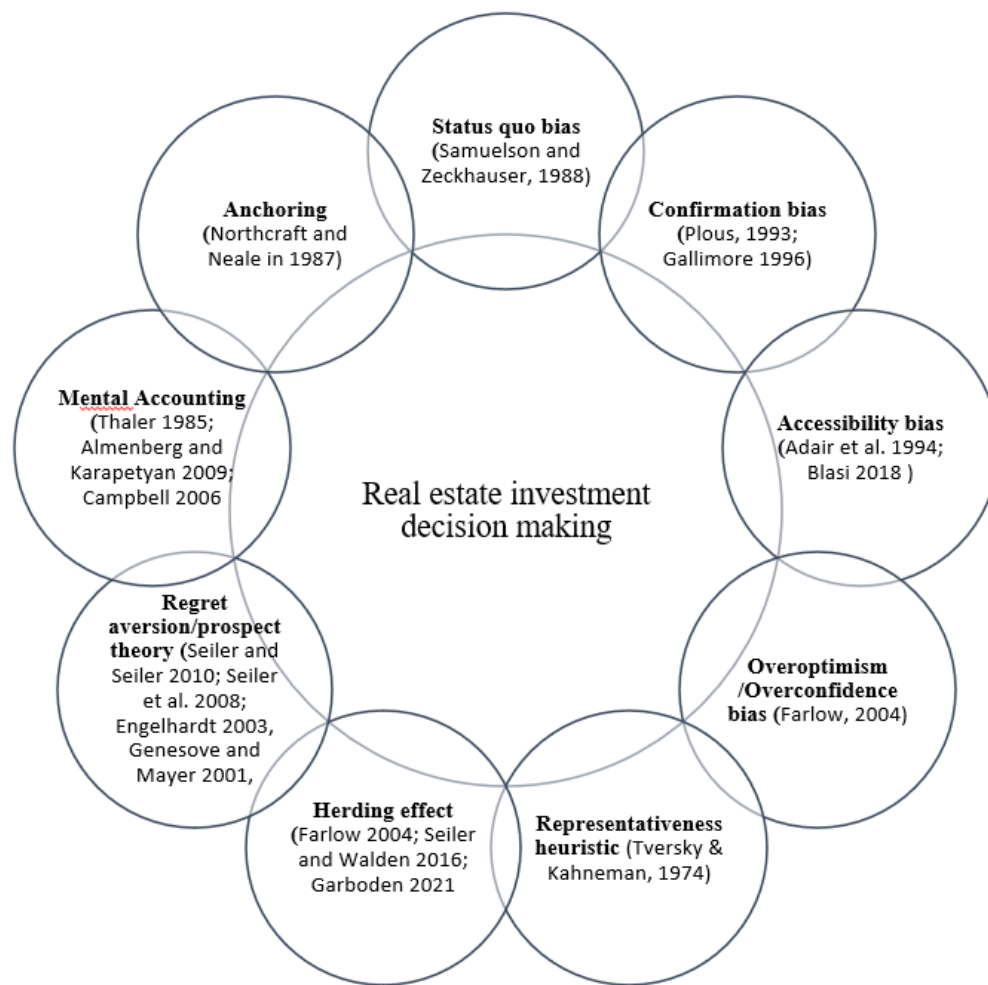 Status quo bias
(Samuelson and
Zeckhauser, 1988)
Confirmation bias
(Plous, 1993;
Gallimore 1996)
Accessibility bias
(Adair et al. 1994;
Blasi 2018 )
Overoptimism
/Overconfidence
bias (Farlow, 2004)
Representativeness
heuristic (Tversky &
Kahneman, 1974)
Herding effect
(Farlow 2004; Seiler
and Walden 2016;
Garboden 2021
Regret
aversion/prospect
theory (Seiler and
Seiler 2010; Seiler
et al. 2008;
Engelhardt 2003,
Genesove and
Mayer 2001,
Mental Accounting
(Thaler 1985;
Almenberg and
Karapetyan 2009;
Campbell 2006
Anchoring
(Northcraft and
Neale in 1987)
Real estate investment
decision making